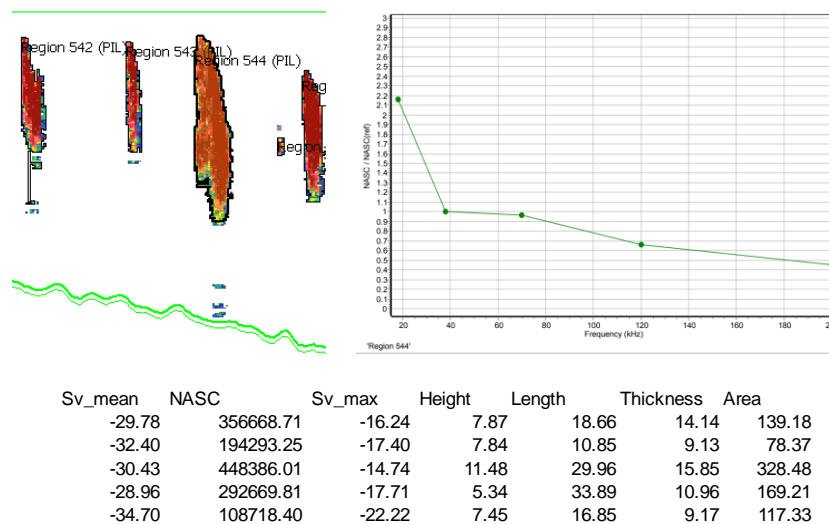 Region 542 (PIL)
Region 543 (PIL)
Region 544 (PIL)
Reg
Region
3
2.9
2.8
2.7
2.6
2.5
2.4
2.3
2.2
2.1
2
1.9
1.8
1.7
1.6
1.5
1.4
1.3
1.2
1.1
1
0.9
0.8
0.7
0.6
0.5
0.4
0.3
0.2
0.1
0
NASC / NASC(ref)
20 40 60 80 100 120 140 160 180 200
Frequency (kHz)
'Region 544'
Sv_mean NASC Sv_max Height Length Thickness Area
-29.78 356668.71 -16.24 7.87 18.66 14.14 139.18
-32.40 194293.25 -17.40 7.84 10.85 9.13 78.37
-30.43 448386.01 -14.74 11.48 29.96 15.85 328.48
-28.96 292669.81 -17.71 5.34 33.89 10.96 169.21
-34.70 108718.40 -22.22 7.45 16.85 9.17 117.33